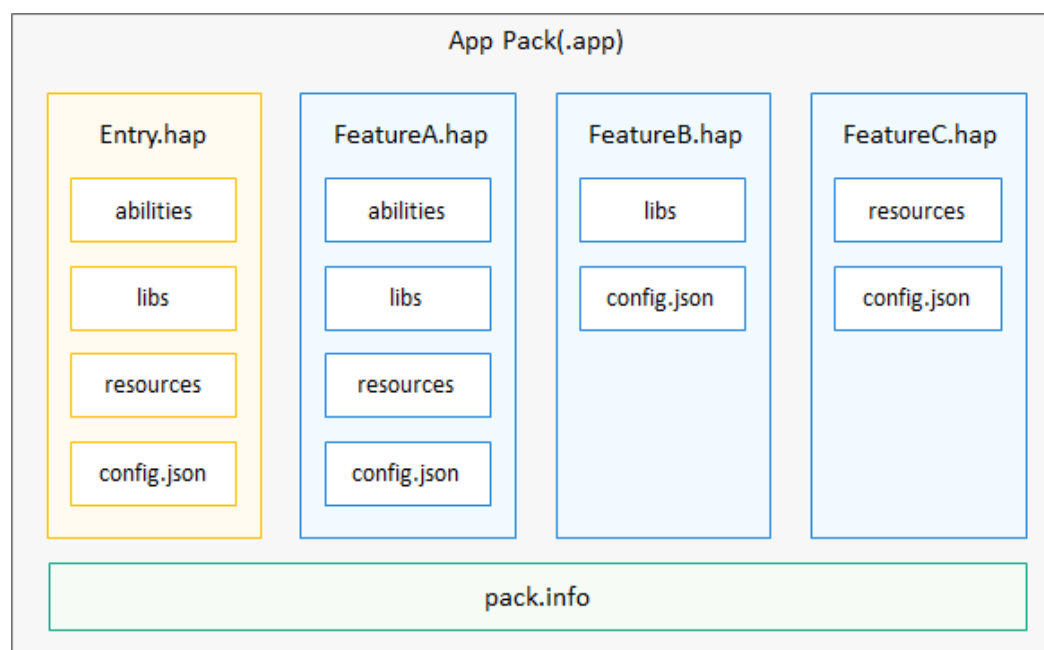 App Pack(.app)
Entry.hap
abilities
libs
resources
config.json
FeatureA.hap
abilities
libs
resources
config.json
FeatureB.hap
libs
config.json
FeatureC.hap
resources
config.json
pack.info